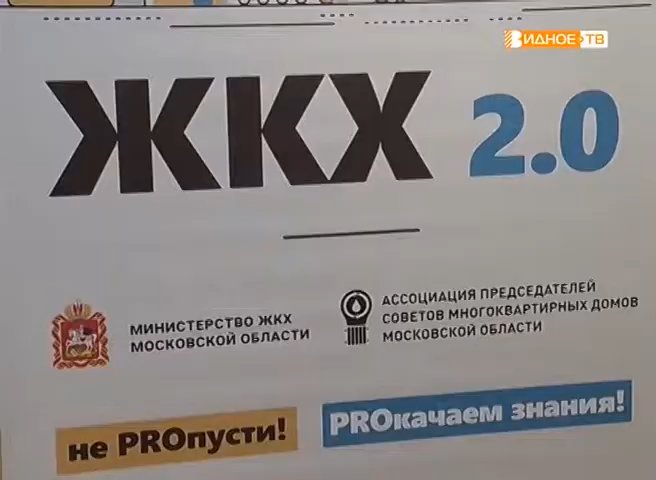 ВИДНОЕ-ТВ
ЖКХ 2.0
МИНИСТЕРСТВО ЖКХ
МОСКОВСКОЙ ОБЛАСТИ
АССОЦИАЦИЯ ПРЕДСЕДАТЕЛЕЙ
СОВЕТОВ МНОГОКВАРТИРНЫХ ДОМОВ
МОСКОВСКОЙ ОБЛАСТИ
не PROпусти!
PROкачаем знания!